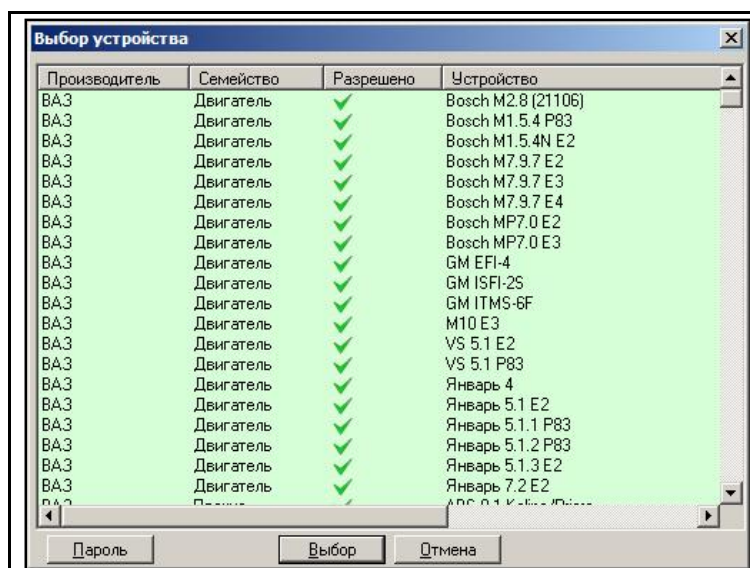 Выбор устройства
Производитель Семейство Разрешено Устройство
ВАЗ Двигатель Bosch M2.8 (21106)
ВАЗ Двигатель Bosch M1.5.4 P83
ВАЗ Двигатель Bosch M1.5.4N E2
ВАЗ Двигатель Bosch M7.9.7 E2
ВАЗ Двигатель Bosch M7.9.7 E3
ВАЗ Двигатель Bosch M7.9.7 E4
ВАЗ Двигатель Bosch MP7.0 E2
ВАЗ Двигатель Bosch MP7.0 E3
ВАЗ Двигатель GM EFI-4
ВАЗ Двигатель GM ISFI-2S
ВАЗ Двигатель GM ITMS-6F
ВАЗ Двигатель M10 E3
ВАЗ Двигатель VS 5.1 E2
ВАЗ Двигатель VS 5.1 P83
ВАЗ Двигатель Январь 4
ВАЗ Двигатель Январь 5.1 E2
ВАЗ Двигатель Январь 5.1.1 P83
ВАЗ Двигатель Январь 5.1.2 P83
ВАЗ Двигатель Январь 5.1.3 E2
ВАЗ Двигатель Январь 7.2 E2
ВАЗ
Пароль Выбор Отмена